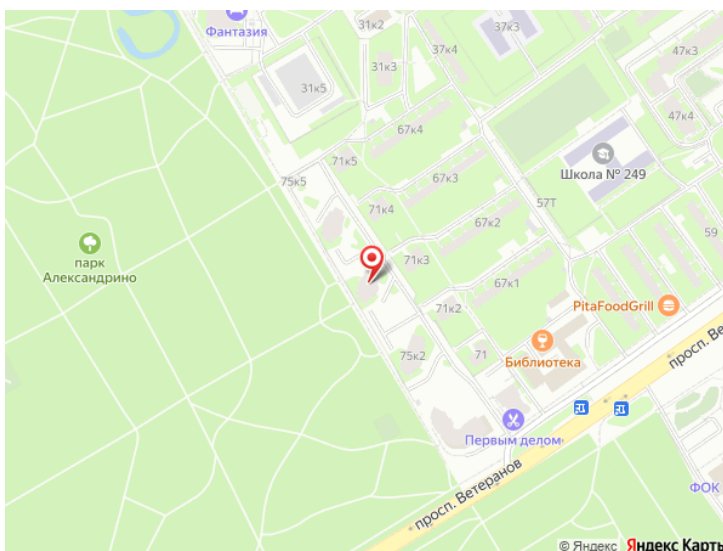 Фантазия
31к2
37к4
37к3
47к3
31к3
31к5
47к4
67к4
71к5
Школа № 249
75к5
67к3
57Т
71к4
67к2
59
парк
Александрино
71к3
67к1
71к2
PitaFoodGrill
75к2
71
Библиотека
просп. Ве
Первым делом
просп. Ветеранов
ФОК
© Яндекс Яндекс Карты